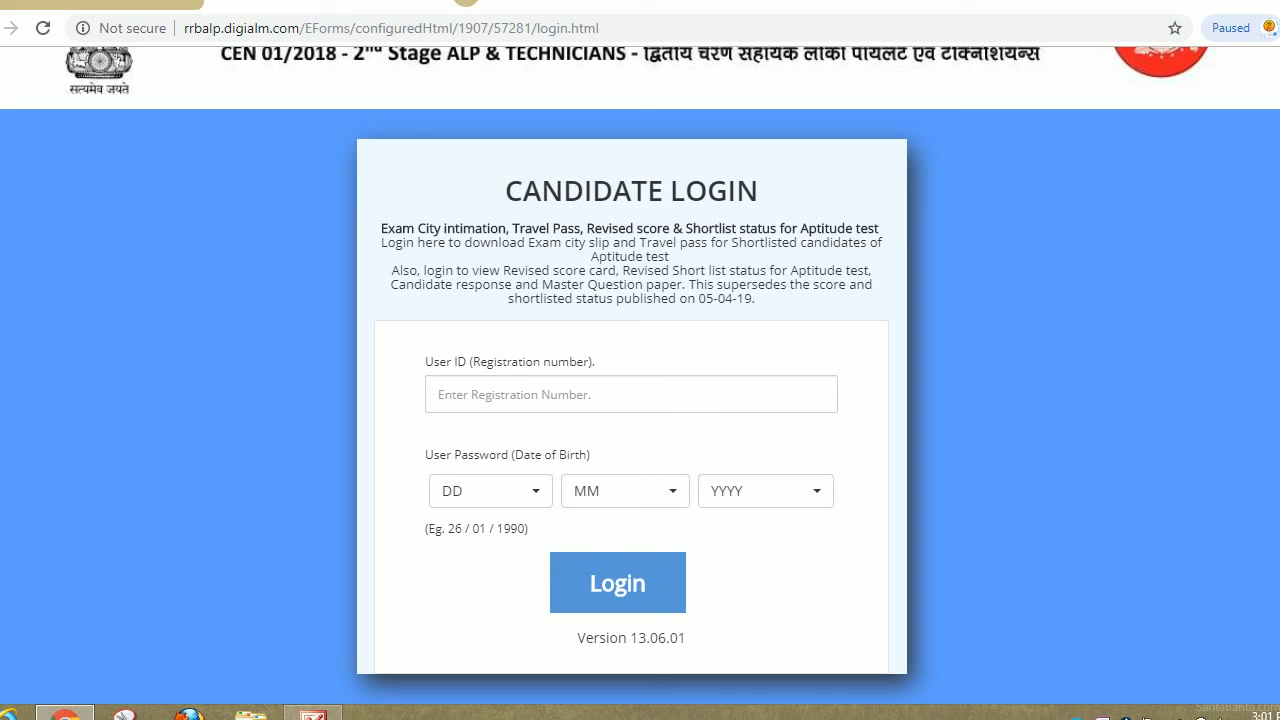 Not secure rrbalp.digialm.com/EForms/configuredHtml/1907/57281/login.html Paused
CEN 01/2018 - 2nd Stage ALP & TECHNICIANS - द्वितीय चरण सहायक लोको पायलट एवं टेक्निशियन्स
सत्यमेव जयते
CANDIDATE LOGIN
Exam City intimation, Travel Pass, Revised score & Shortlist status for Aptitude test
Login here to download Exam city slip and Travel pass for Shortlisted candidates of
Aptitude test
Also, login to view Revised score card, Revised Short list status for Aptitude test,
Candidate response and Master Question paper. This supersedes the score and
shortlisted status published on 05-04-19.
User ID (Registration number).
Enter Registration Number.
User Password (Date of Birth)
DD MM YYYY
(Eg. 26 / 01 / 1990)
Login
Version 13.06.01
SantaBanta.com